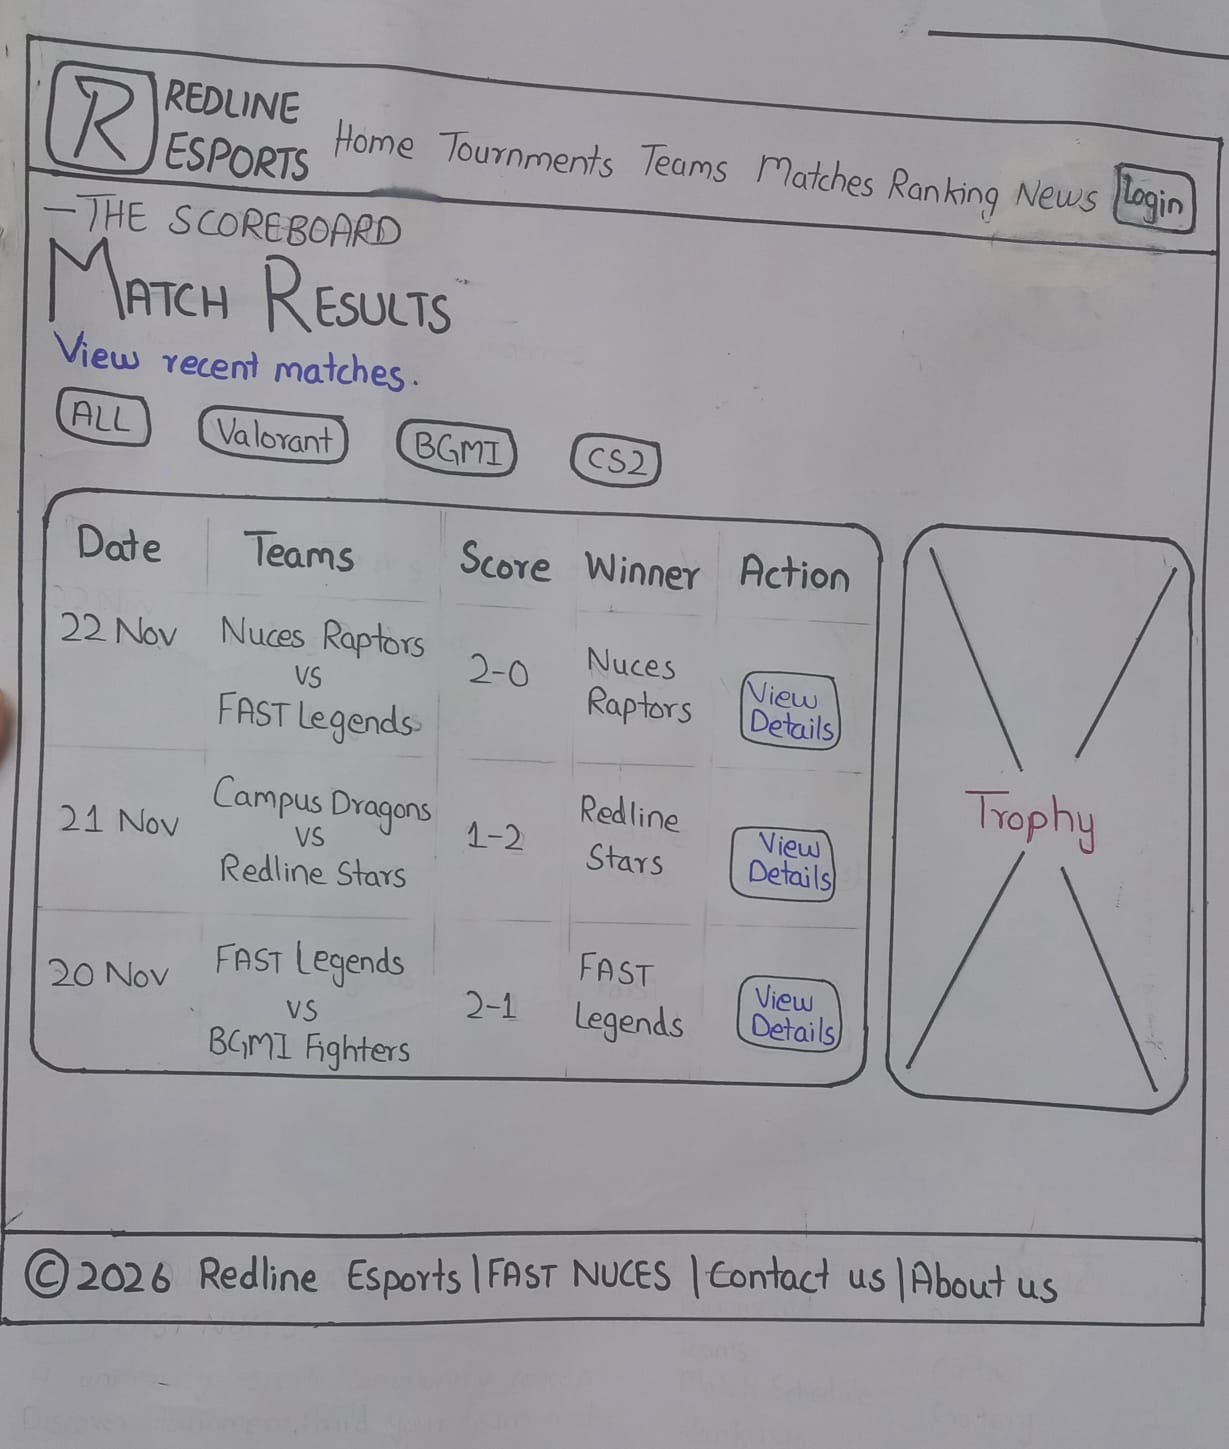 R REDLINE ESPORTS Home Tournments Teams Matches Ranking News Login
—THE SCOREBOARD
MATCH RESULTS
View recent matches.
ALL Valorant BGMI CS2
Date Teams Score Winner Action
22 Nov Nuces Raptors vs FAST Legends 2-0 Nuces Raptors View Details
21 Nov Campus Dragons vs Redline Stars 1-2 Redline Stars View Details
20 Nov FAST Legends vs BGMI Fighters 2-1 FAST Legends View Details
Trophy
© 2026 Redline Esports | FAST NUCES | Contact us | About us